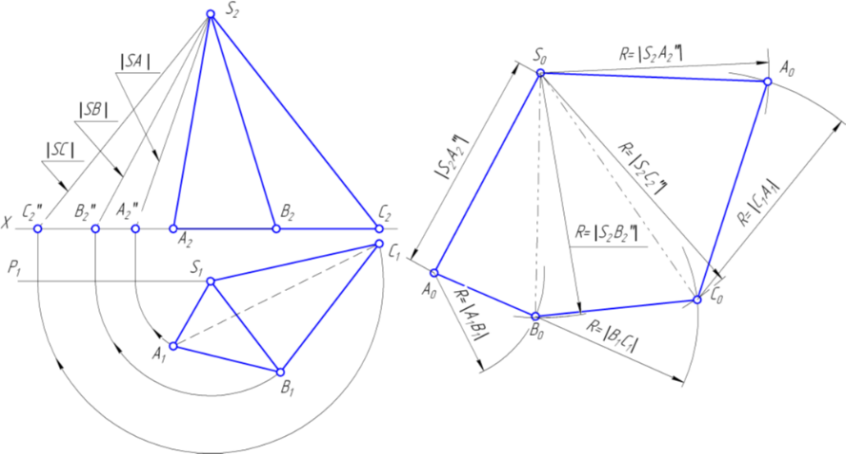 S₂
|SA|
|SB|
|SC|
X
C₂"
B₂"
A₂"
A₂
B₂
C₂
C₁
P₁
S₁
A₁
B₁
S₀
R=|S₂A₂"|
A₀
|S₂A₂"|
R=|S₂C₂"|
R=|C₁A₁|
R=|S₂B₂"|
A₀
R=|A₁B₁|
B₀
R=|B₁C₁|
C₀